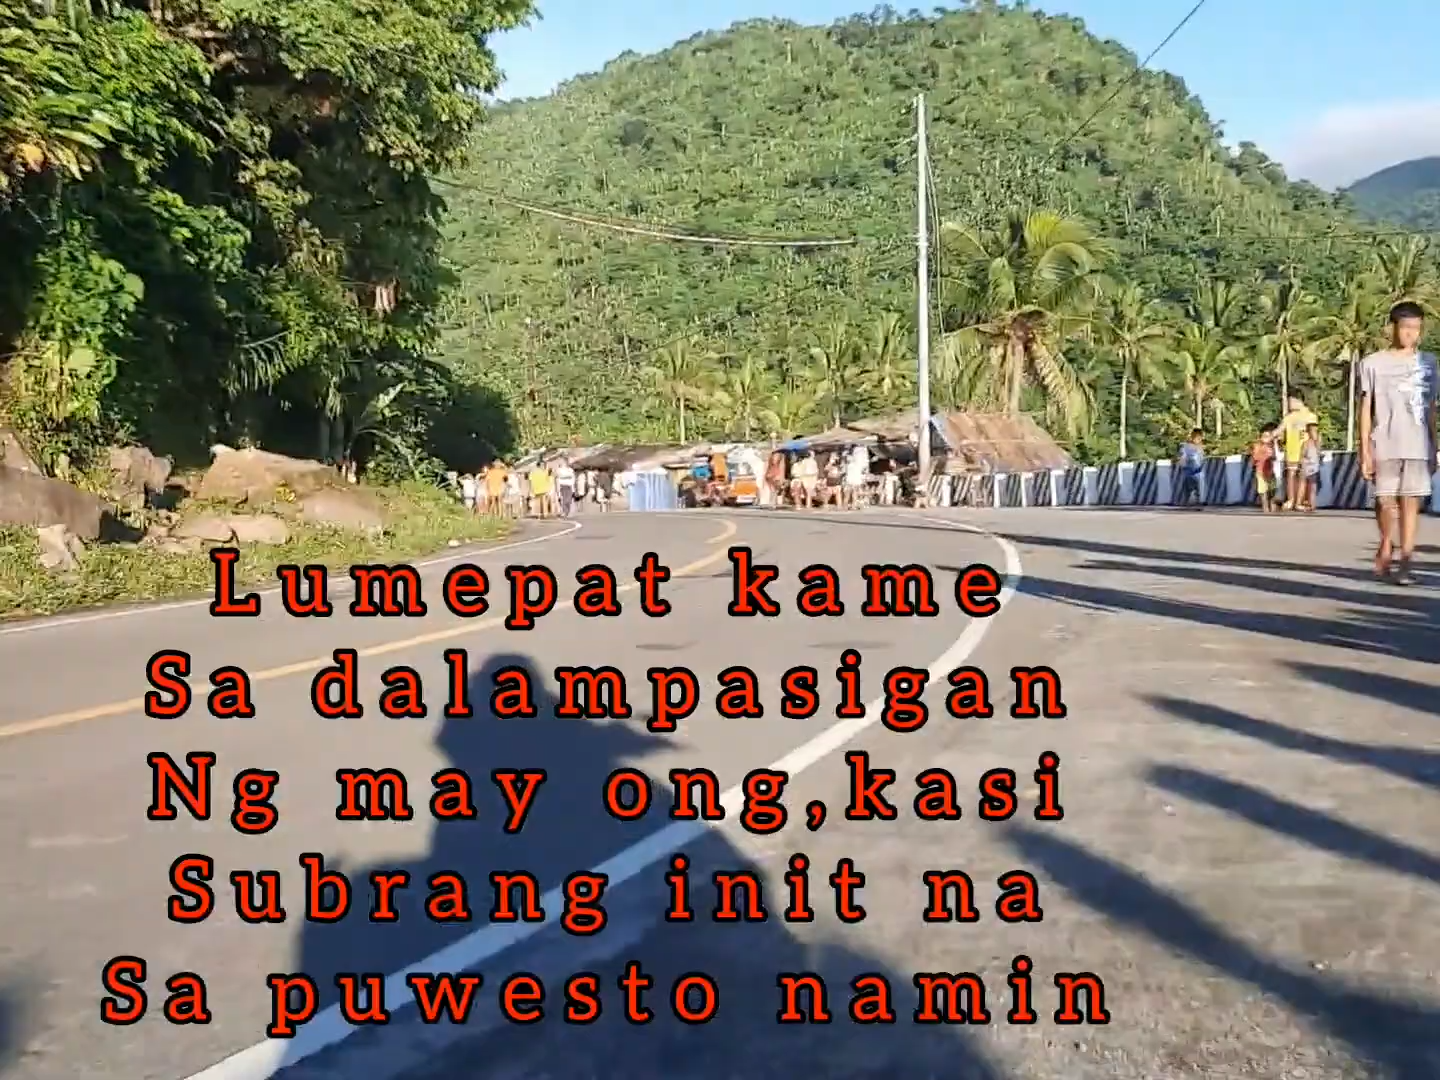 Lumepat kame
Sa dalampasigan
Ng may ong,kasi
Subrang init na
Sa puwesto namin